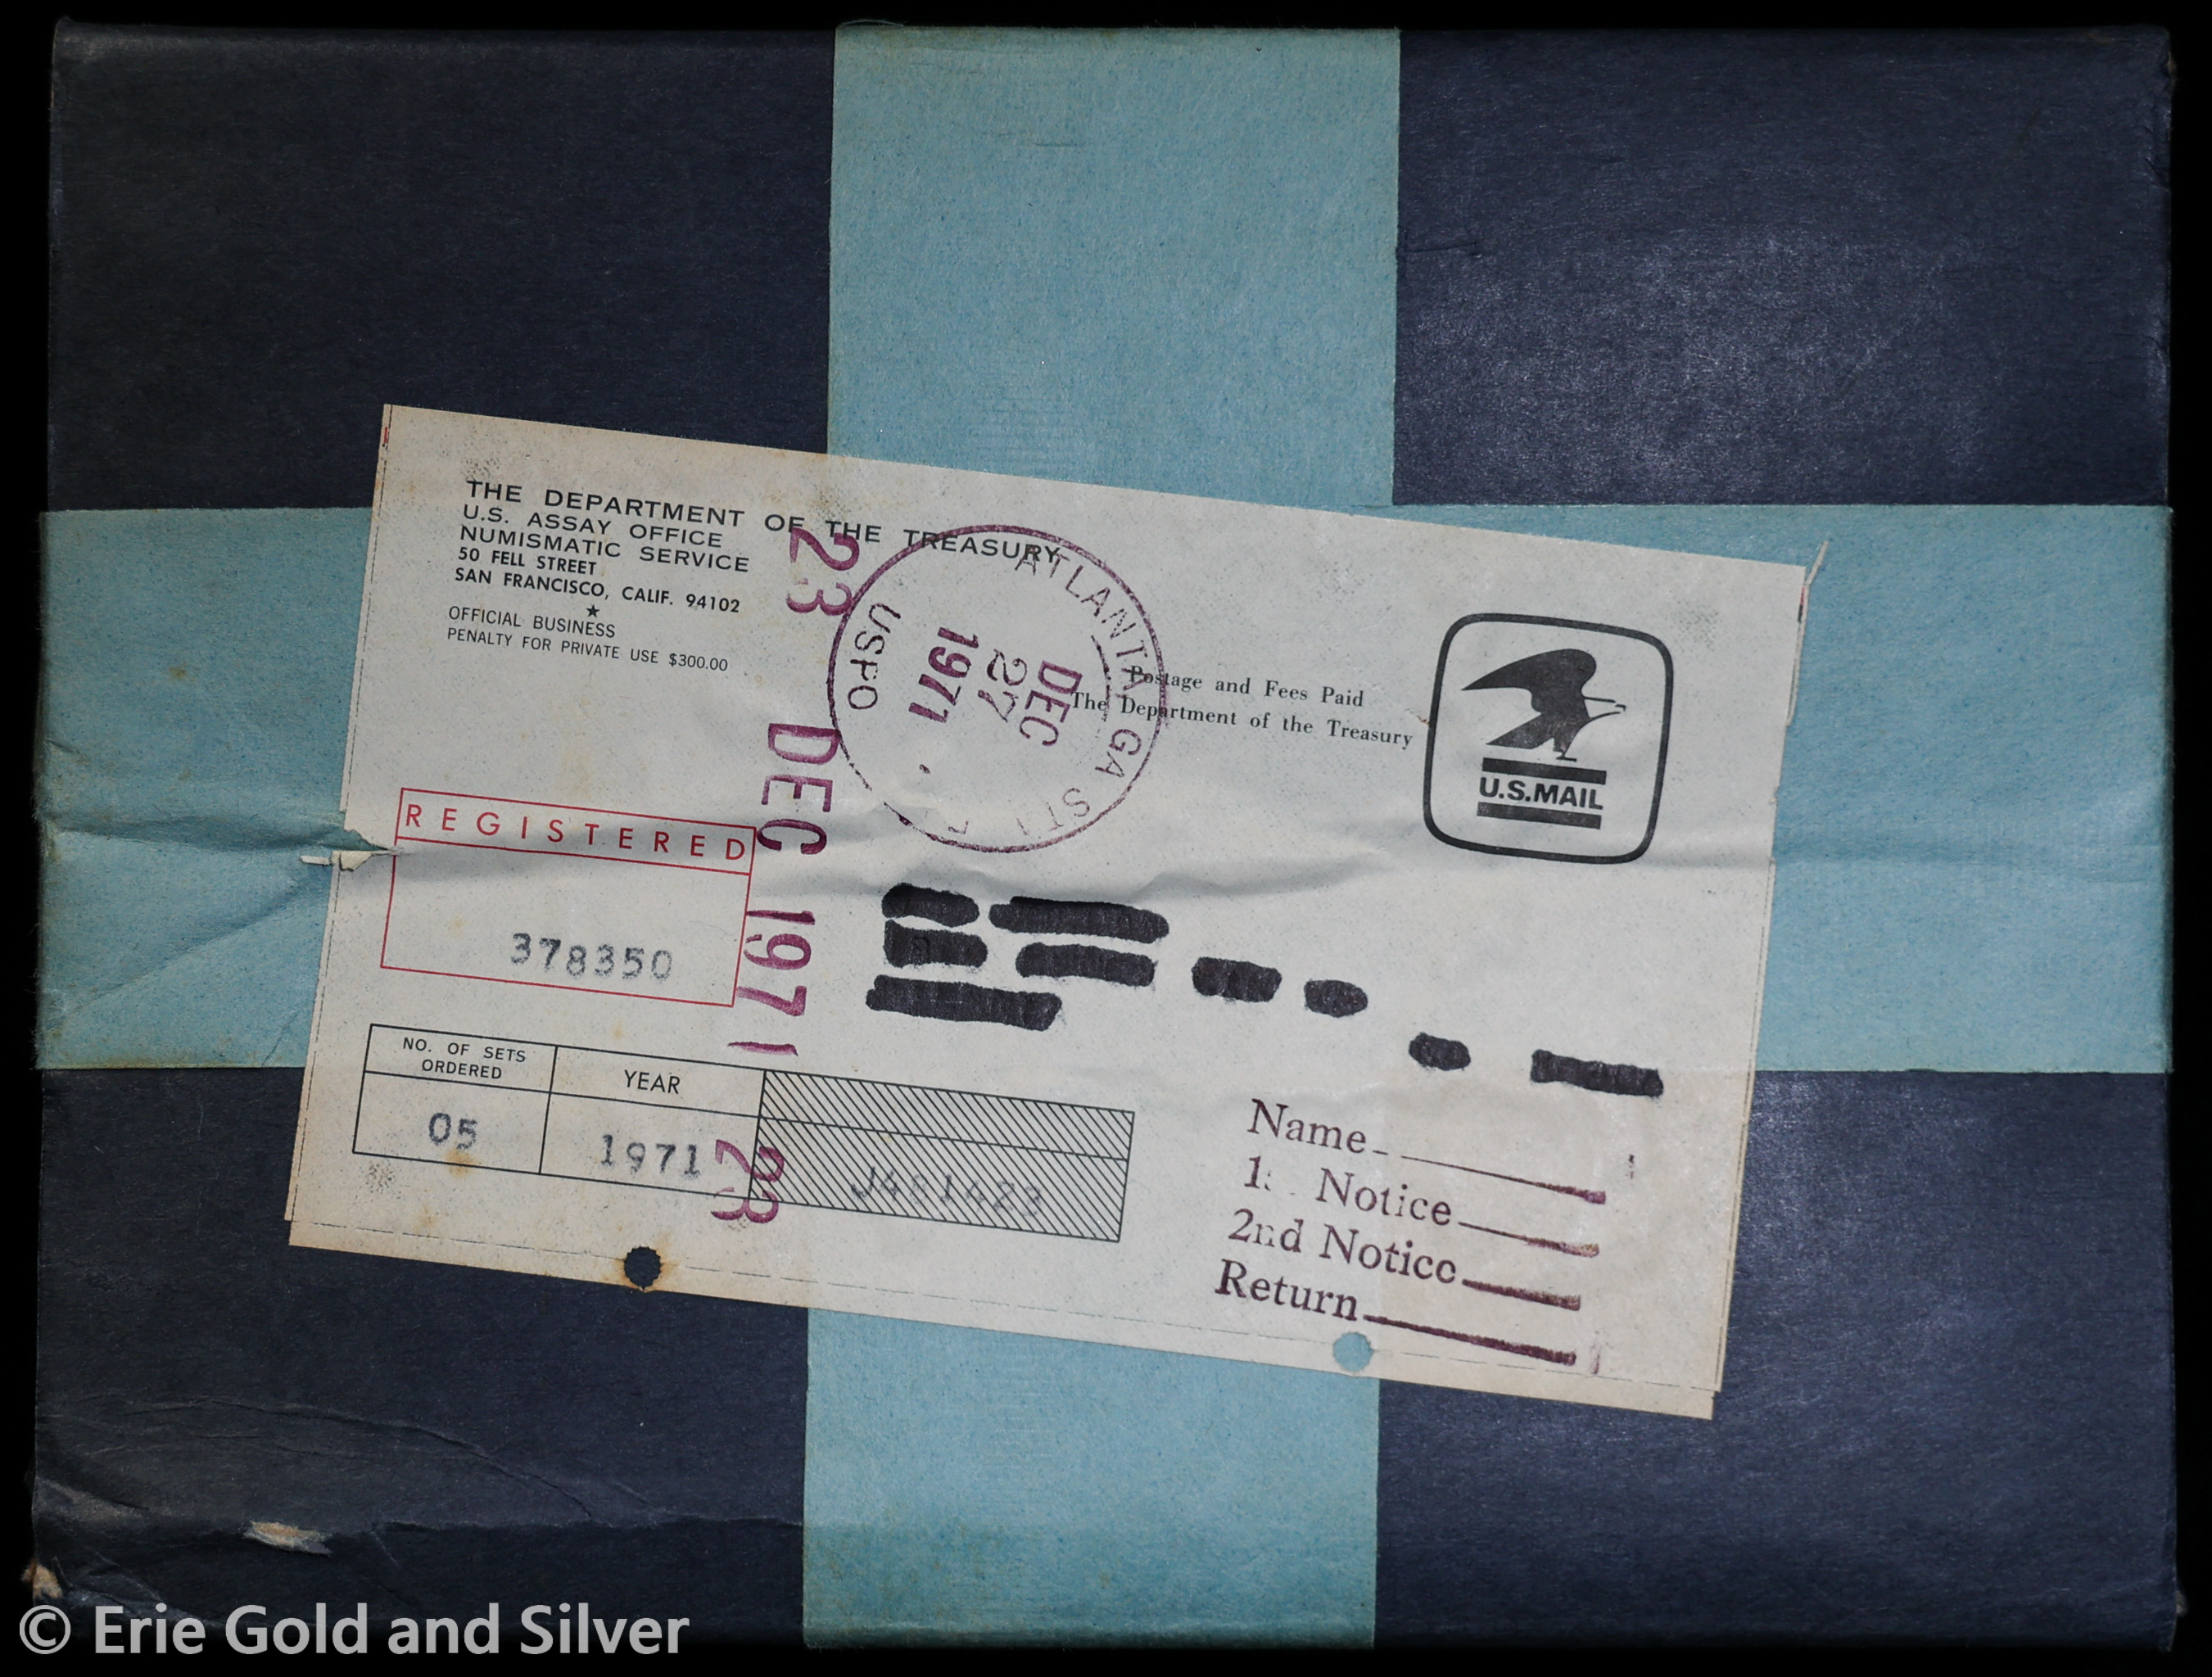 THE DEPARTMENT OF THE TREASURY
U.S. ASSAY OFFICE
NUMISMATIC SERVICE
50 FELL STREET
SAN FRANCISCO, CALIF. 94102
★
OFFICIAL BUSINESS
PENALTY FOR PRIVATE USE $300.00
23 DEC 1971
ATLANTA GA
USPO
DEC
27
1971
Postage and Fees Paid
The Department of the Treasury
U.S.MAIL
REGISTERED
378350
NO. OF SETS
ORDERED
YEAR
05
1971
23
Name
Notice
2nd Notice
Return
© Erie Gold and Silver